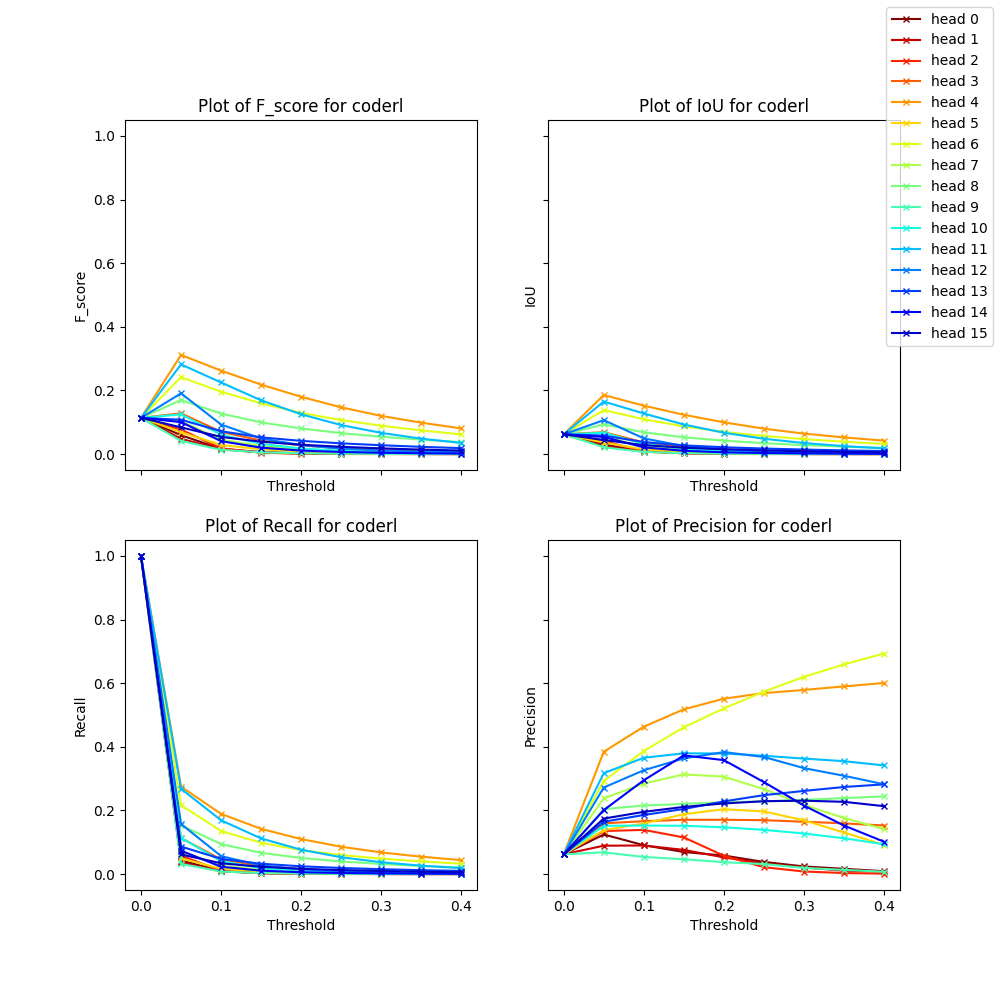 Plot of F_score for coderl
1.0
0.8
0.6
0.4
0.2
0.0
F_score
Threshold
Plot of IoU for coderl
IoU
Threshold
head 0
head 1
head 2
head 3
head 4
head 5
head 6
head 7
head 8
head 9
head 10
head 11
head 12
head 13
head 14
head 15
Plot of Recall for coderl
1.0
0.8
0.6
0.4
0.2
0.0
Recall
0.0 0.1 0.2 0.3 0.4
Threshold
Plot of Precision for coderl
Precision
0.0 0.1 0.2 0.3 0.4
Threshold